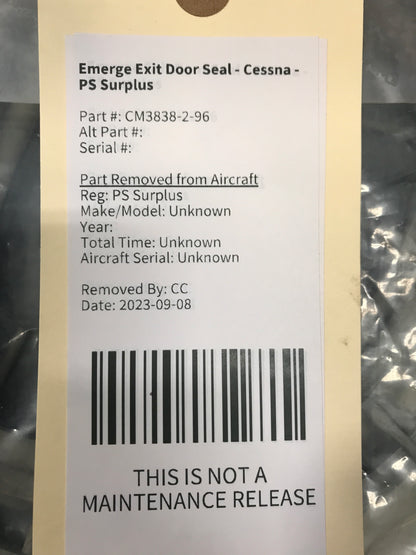 Emerge Exit Door Seal - Cessna -
PS Surplus
Part #: CM3838-2-96
Alt Part #:
Serial #:
Part Removed from Aircraft
Reg: PS Surplus
Make/Model: Unknown
Year:
Total Time: Unknown
Aircraft Serial: Unknown
Removed By: CC
Date: 2023-09-08
THIS IS NOT A
MAINTENANCE RELEASE